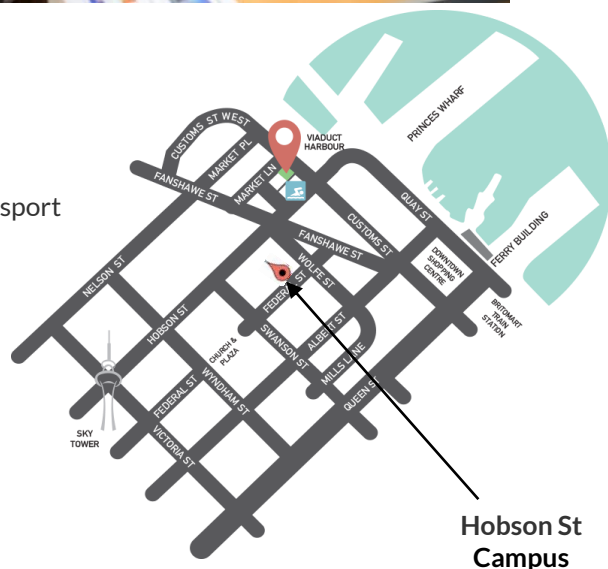 sport
CUSTOMS ST WEST
MARKET PL
MARKET LN
FANSHAWE ST
VIADUCT
HARBOUR
PRINCES WHARF
QUAY ST
CUSTOMS ST
FANSHAWE ST
WOLFE ST
FEDERAL ST
FERRY BUILDING
DOWNTOWN
SHOPPING
CENTRE
BRITOMART
TRAIN
STATION
NELSON ST
HOBSON ST
SWANSON ST
ALBERT ST
MILLS LANE
QUEEN S
CHURCH &
PLAZA
WYNDHAM ST
FEDERAL ST
VICTORIA ST
SKY
TOWER
Hobson St
Campus